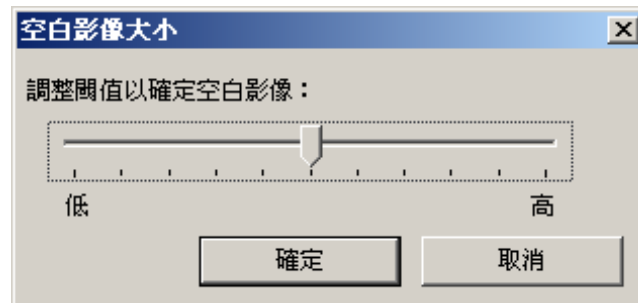 空白影像大小
調整閾值以確定空白影像：
低 高
確定 取消